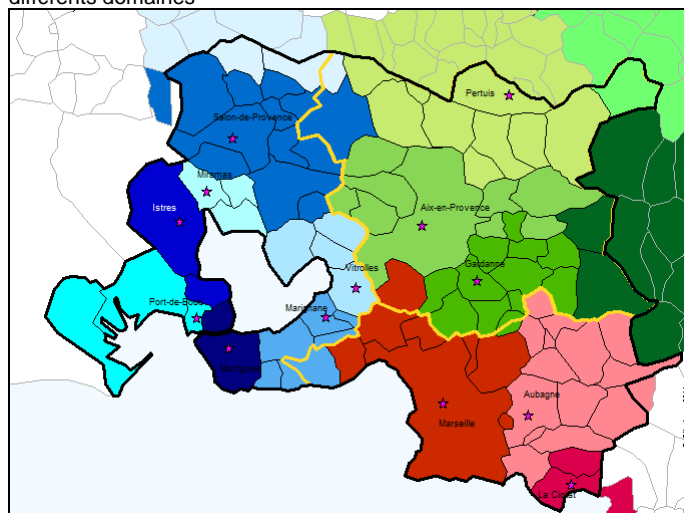 différents domaines
Pertuis
Salon-de-Provence
Miramas
Istres
Aix-en-Provence
Gardanne
Vitrolles
Port-de-Bouc
Marignane
Martigues
Aubagne
Marseille
La Ciotat